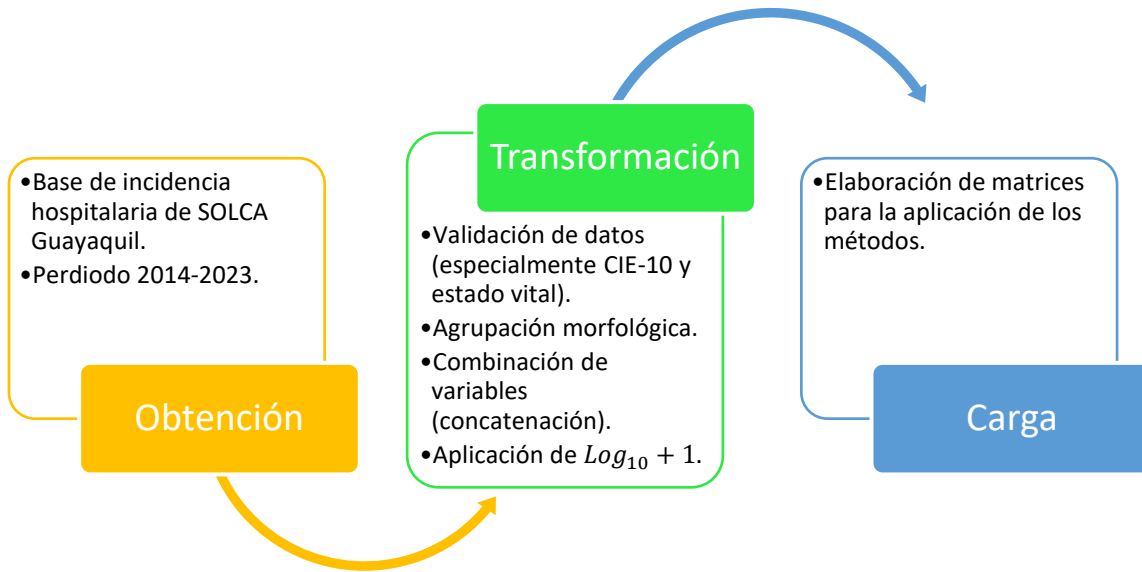 •Base de incidencia
hospitalaria de SOLCA
Guayaquil.
•Perdiodo 2014-2023.
Obtención
Transformación
•Validación de datos
(especialmente CIE-10 y
estado vital).
•Agrupación morfológica.
•Combinación de
variables
(concatenación).
•Aplicación de Log₁₀ + 1.
•Elaboración de matrices
para la aplicación de los
métodos.
Carga